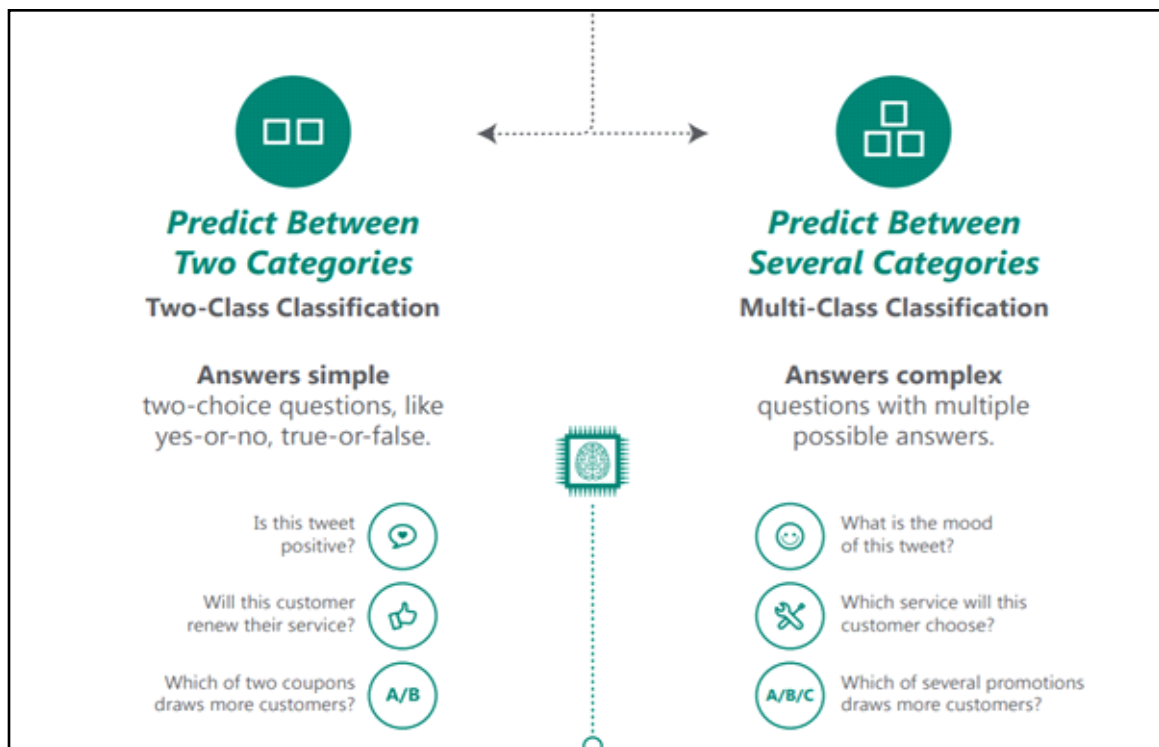 Predict Between
Two Categories
Two-Class Classification
Answers simple
two-choice questions, like
yes-or-no, true-or-false.
Is this tweet
positive?
Will this customer
renew their service?
Which of two coupons
draws more customers?
A/B
Predict Between
Several Categories
Multi-Class Classification
Answers complex
questions with multiple
possible answers.
What is the mood
of this tweet?
Which service will this
customer choose?
A/B/C
Which of several promotions
draws more customers?